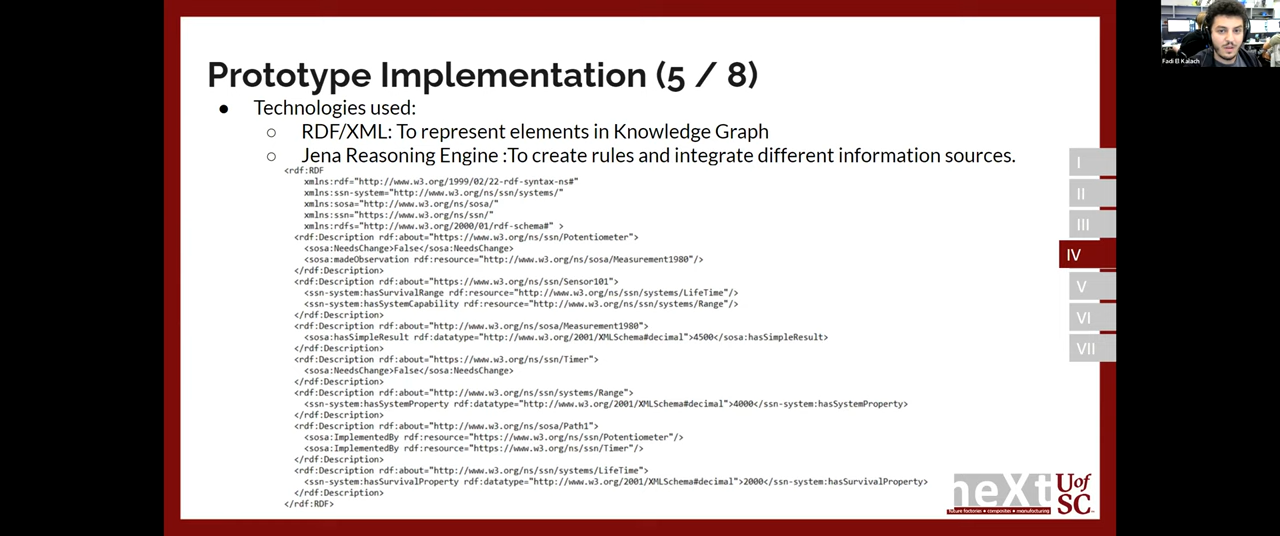 Prototype Implementation (5 / 8)
● Technologies used:
○ RDF/XML: To represent elements in Knowledge Graph
○ Jena Reasoning Engine :To create rules and integrate different information sources.
<rdf:RDF
xmlns:rdf="http://www.w3.org/1999/02/22-rdf-syntax-ns#"
xmlns:ssn-system="http://www.w3.org/ns/ssn/systems/"
xmlns:sosa="http://www.w3.org/ns/sosa/"
xmlns:ssn="https://www.w3.org/ns/ssn/"
xmlns:rdfs="http://www.w3.org/2000/01/rdf-schema#" >
<rdf:Description rdf:about="https://www.w3.org/ns/ssn/Potentiometer">
<sosa:NeedsChange>False</sosa:NeedsChange>
<sosa:madeObservation rdf:resource="http://www.w3.org/ns/sosa/Measurement1980"/>
</rdf:Description>
<rdf:Description rdf:about="https://www.w3.org/ns/ssn/Sensor101">
<ssn-system:hasSurvivalRange rdf:resource="http://www.w3.org/ns/ssn/systems/LifeTime"/>
<ssn-system:hasSystemCapability rdf:resource="http://www.w3.org/ns/ssn/systems/Range"/>
</rdf:Description>
<rdf:Description rdf:about="http://www.w3.org/ns/sosa/Measurement1980">
<sosa:hasSimpleResult rdf:datatype="http://www.w3.org/2001/XMLSchema#decimal">4500</sosa:hasSimpleResult>
</rdf:Description>
<rdf:Description rdf:about="https://www.w3.org/ns/ssn/Timer">
<sosa:NeedsChange>False</sosa:NeedsChange>
</rdf:Description>
<rdf:Description rdf:about="http://www.w3.org/ns/ssn/systems/Range">
<ssn-system:hasSystemProperty rdf:datatype="http://www.w3.org/2001/XMLSchema#decimal">4000</ssn-system:hasSystemProperty>
</rdf:Description>
<rdf:Description rdf:about="http://www.w3.org/ns/sosa/Path1">
<sosa:ImplementedBy rdf:resource="https://www.w3.org/ns/ssn/Potentiometer"/>
<sosa:ImplementedBy rdf:resource="https://www.w3.org/ns/ssn/Timer"/>
</rdf:Description>
<rdf:Description rdf:about="http://www.w3.org/ns/ssn/systems/LifeTime">
<ssn-system:hasSurvivalProperty rdf:datatype="http://www.w3.org/2001/XMLSchema#decimal">2000</ssn-system:hasSurvivalProperty>
</rdf:Description>
</rdf:RDF>
I
II
III
IV
V
VI
VII
neXt
future factories • composites • manufacturing
UofSC
Fadi El Kalach